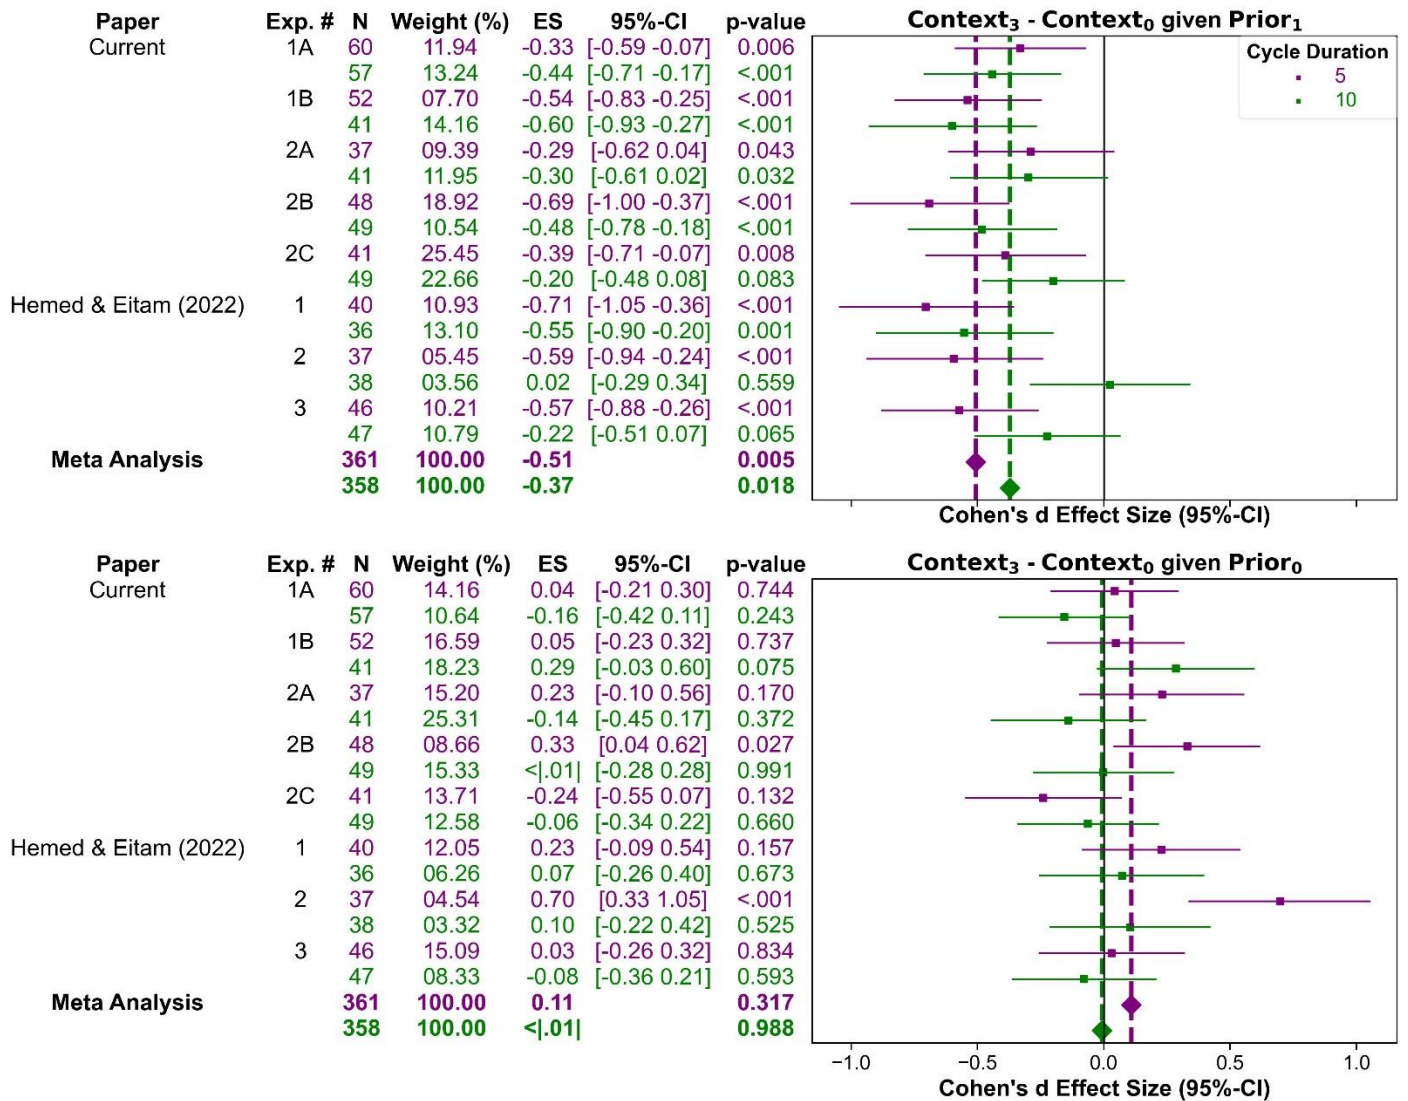 Paper Exp. # N Weight (%) ES 95%-CI p-value Context₃ - Context₀ given Prior₁
Current 1A 60 11.94 -0.33 [-0.59 -0.07] 0.006
Cycle Duration
57 13.24 -0.44 [-0.71 -0.17] <.001
5
1B 52 07.70 -0.54 [-0.83 -0.25] <.001
10
41 14.16 -0.60 [-0.93 -0.27] <.001
2A 37 09.39 -0.29 [-0.62 0.04] 0.043
41 11.95 -0.30 [-0.61 0.02] 0.032
2B 48 18.92 -0.69 [-1.00 -0.37] <.001
49 10.54 -0.48 [-0.78 -0.18] <.001
2C 41 25.45 -0.39 [-0.71 -0.07] 0.008
49 22.66 -0.20 [-0.48 0.08] 0.083
Hemed & Eitam (2022) 1 40 10.93 -0.71 [-1.05 -0.36] <.001
36 13.10 -0.55 [-0.90 -0.20] 0.001
2 37 05.45 -0.59 [-0.94 -0.24] <.001
38 03.56 0.02 [-0.29 0.34] 0.559
3 46 10.21 -0.57 [-0.88 -0.26] <.001
47 10.79 -0.22 [-0.51 0.07] 0.065
Meta Analysis 361 100.00 -0.51 0.005
358 100.00 -0.37 0.018
Cohen's d Effect Size (95%-CI)
Paper Exp. # N Weight (%) ES 95%-CI p-value Context₃ - Context₀ given Prior₀
Current 1A 60 14.16 0.04 [-0.21 0.30] 0.744
57 10.64 -0.16 [-0.42 0.11] 0.243
1B 52 16.59 0.05 [-0.23 0.32] 0.737
41 18.23 0.29 [-0.03 0.60] 0.075
2A 37 15.20 0.23 [-0.10 0.56] 0.170
41 25.31 -0.14 [-0.45 0.17] 0.372
2B 48 08.66 0.33 [0.04 0.62] 0.027
49 15.33 <|.01| [-0.28 0.28] 0.991
2C 41 13.71 -0.24 [-0.55 0.07] 0.132
49 12.58 -0.06 [-0.34 0.22] 0.660
Hemed & Eitam (2022) 1 40 12.05 0.23 [-0.09 0.54] 0.157
36 06.26 0.07 [-0.26 0.40] 0.673
2 37 04.54 0.70 [0.33 1.05] <.001
38 03.32 0.10 [-0.22 0.42] 0.525
3 46 15.09 0.03 [-0.26 0.32] 0.834
47 08.33 -0.08 [-0.36 0.21] 0.593
Meta Analysis 361 100.00 0.11 0.317
358 100.00 <|.01| 0.988
−1.0 −0.5 0.0 0.5 1.0
Cohen's d Effect Size (95%-CI)